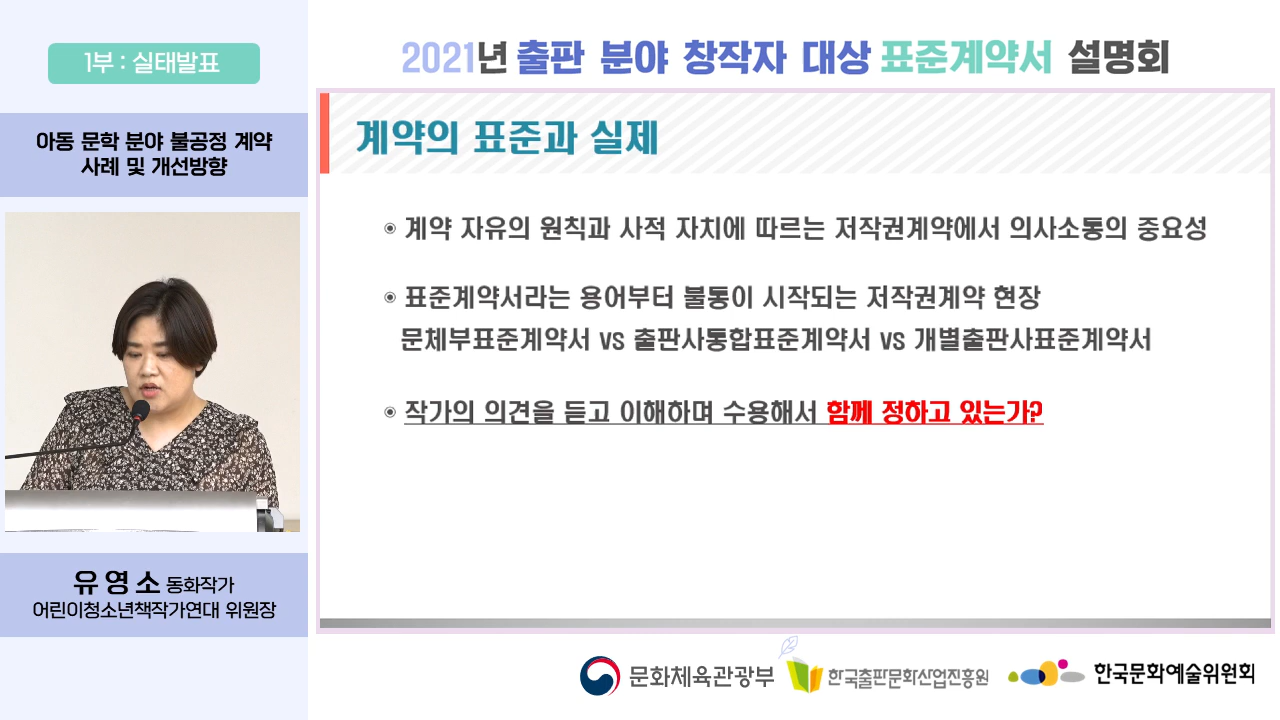 1부 : 실태발표
아동 문학 분야 불공정 계약
사례 및 개선방향
유영소 동화작가
어린이청소년책작가연대 위원장
2021년 출판 분야 창작자 대상 표준계약서 설명회
계약의 표준과 실제
◉ 계약 자유의 원칙과 사적 자치에 따르는 저작권계약에서 의사소통의 중요성
◉ 표준계약서라는 용어부터 불통이 시작되는 저작권계약 현장
문체부표준계약서 vs 출판사통합표준계약서 vs 개별출판사표준계약서
◉ 작가의 의견을 듣고 이해하며 수용해서 함께 정하고 있는가?
문화체육관광부
한국출판문화산업진흥원
한국문화예술위원회